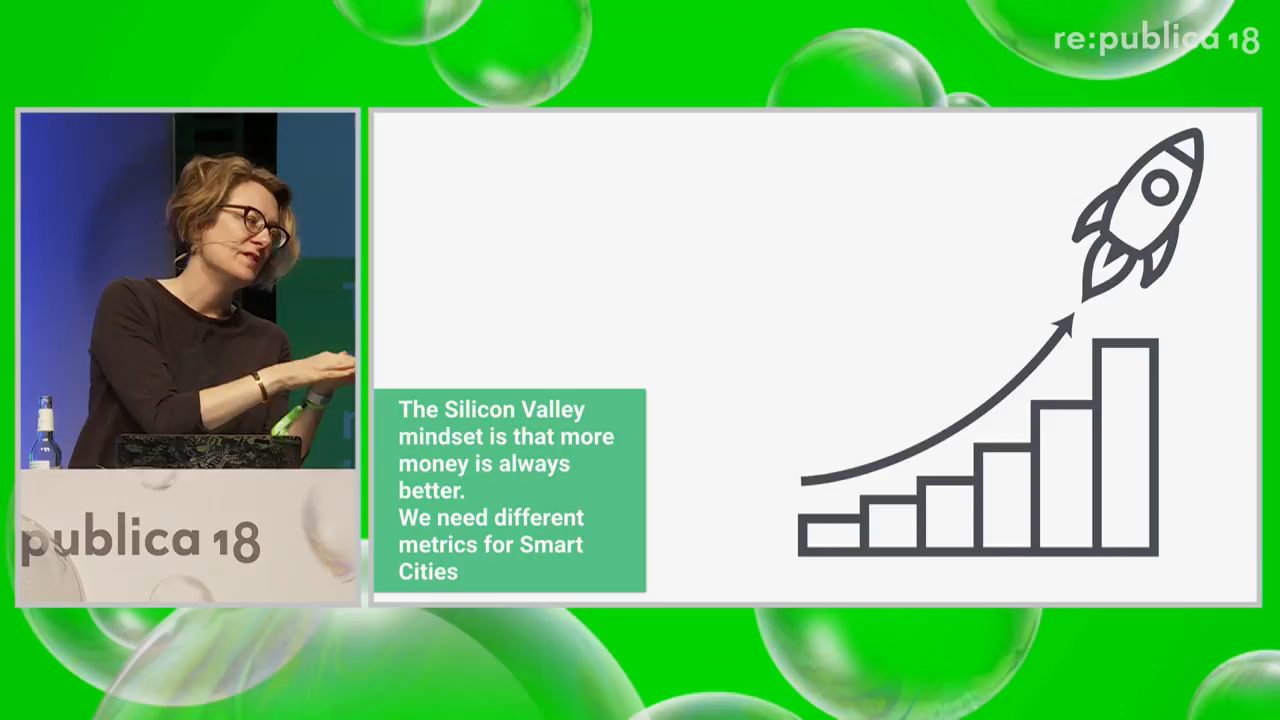 re:publica 18
publica 18
The Silicon Valley
mindset is that more
money is always
better.
We need different
metrics for Smart
Cities